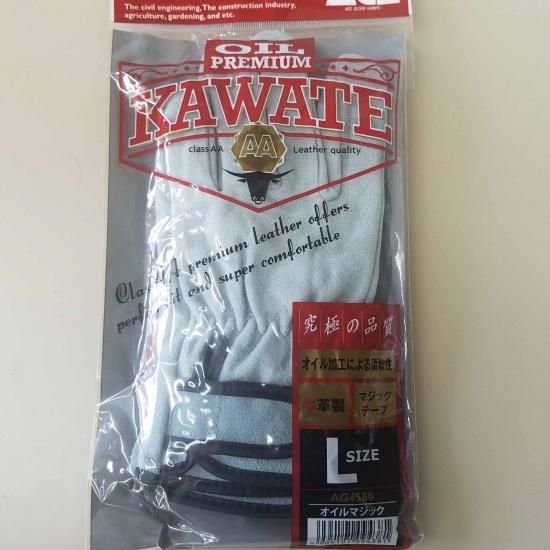 The civil engineering, The construction industry,
agriculture, gardening, and etc.
OIL
PREMIUM
KAWATE
class AA
AA
Leather quality
Class AA premium leather offers
perfect fit and super comfortable
究極の品質
オイル加工による柔軟性
牛革製
マジック
テープ
L SIZE
AG4580
オイルマジック